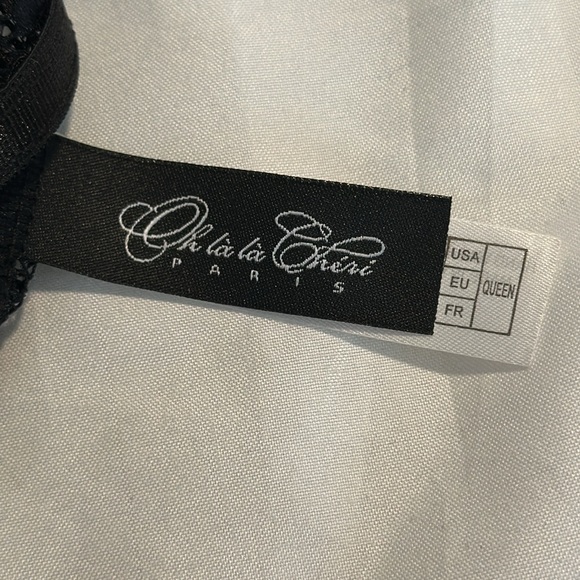 Oh là là Chéri
PARIS
USA
EU
FR
QUEEN